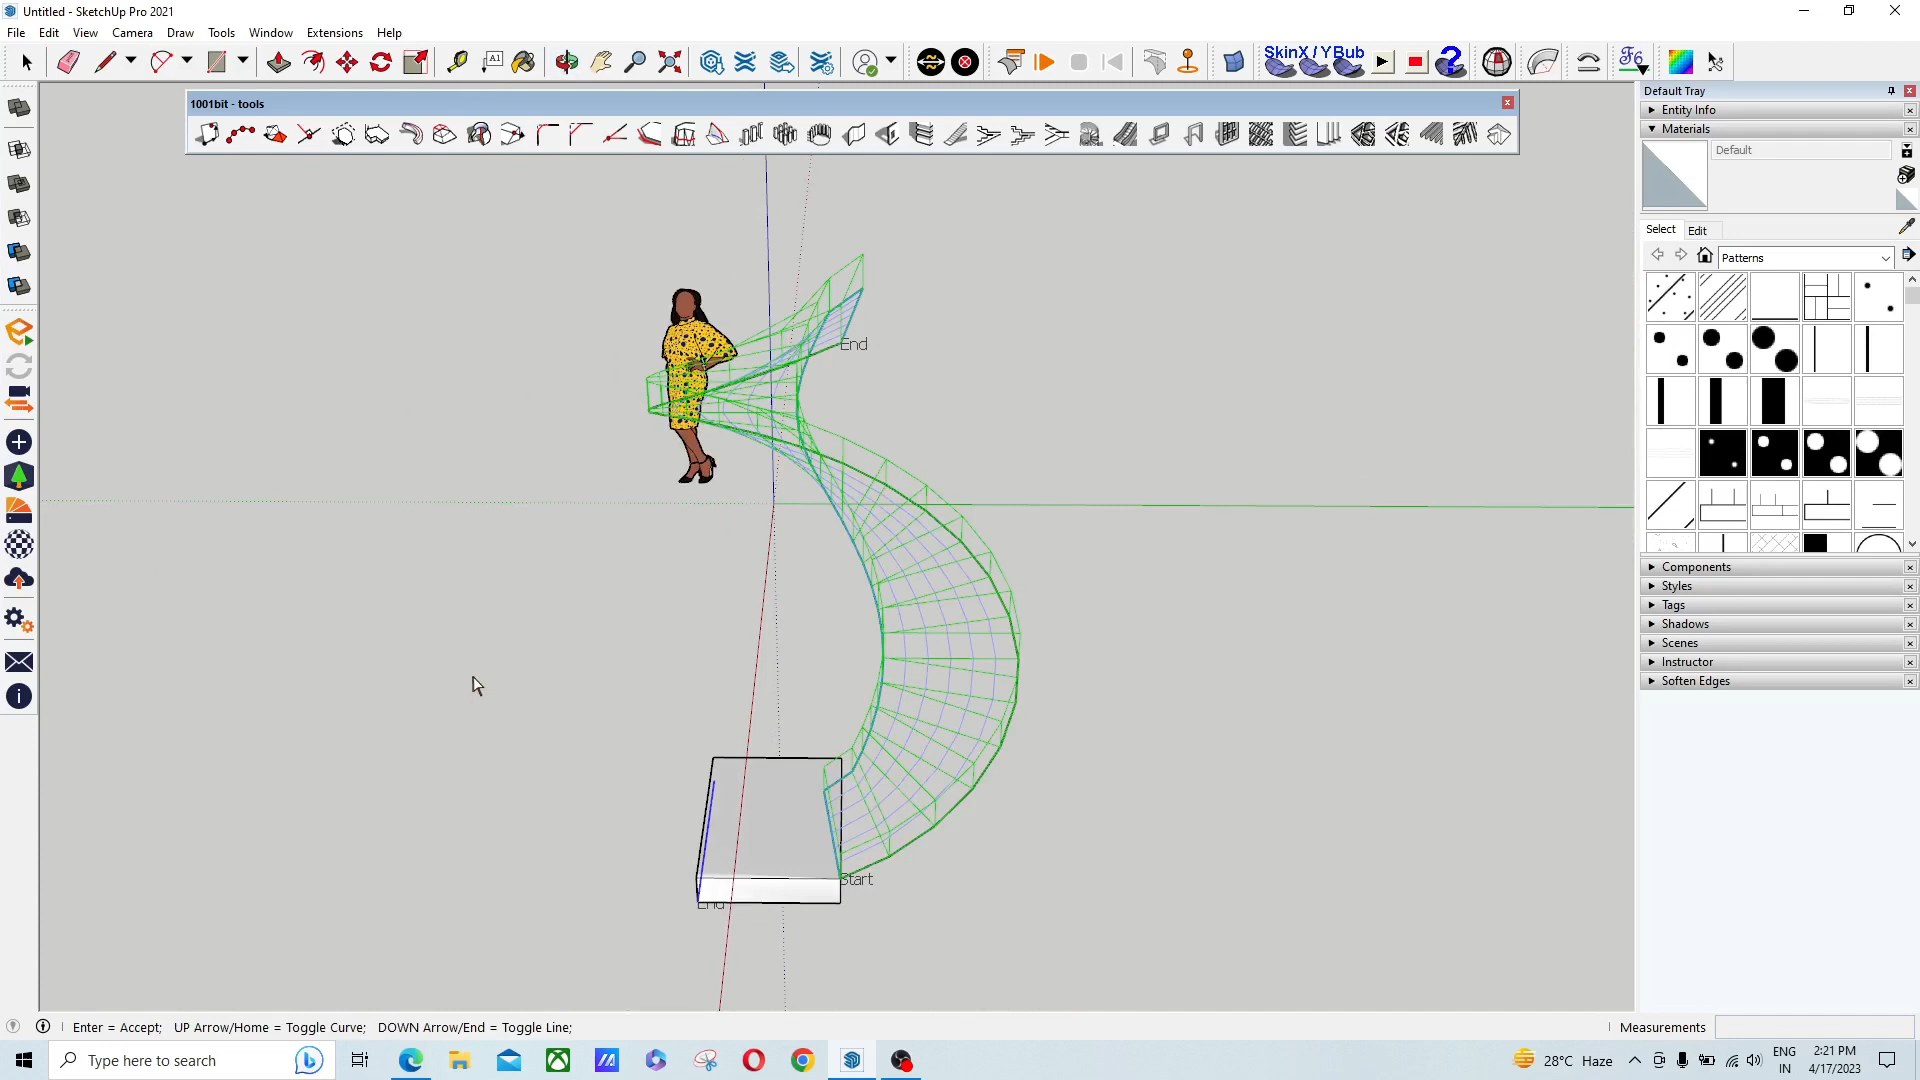 Untitled - SketchUp Pro 2021
File Edit View Camera Draw Tools Window Extensions Help
A1
SkinX / YBub
F6
1001bit - tools
Default Tray
Entity Info
Materials
Default
Select Edit
Patterns
End
Start
End
Components
Styles
Tags
Shadows
Scenes
Instructor
Soften Edges
Enter = Accept; UP Arrow/Home = Toggle Curve; DOWN Arrow/End = Toggle Line;
Measurements
Type here to search
28°C Haze
ENG
IN
2:21 PM
4/17/2023